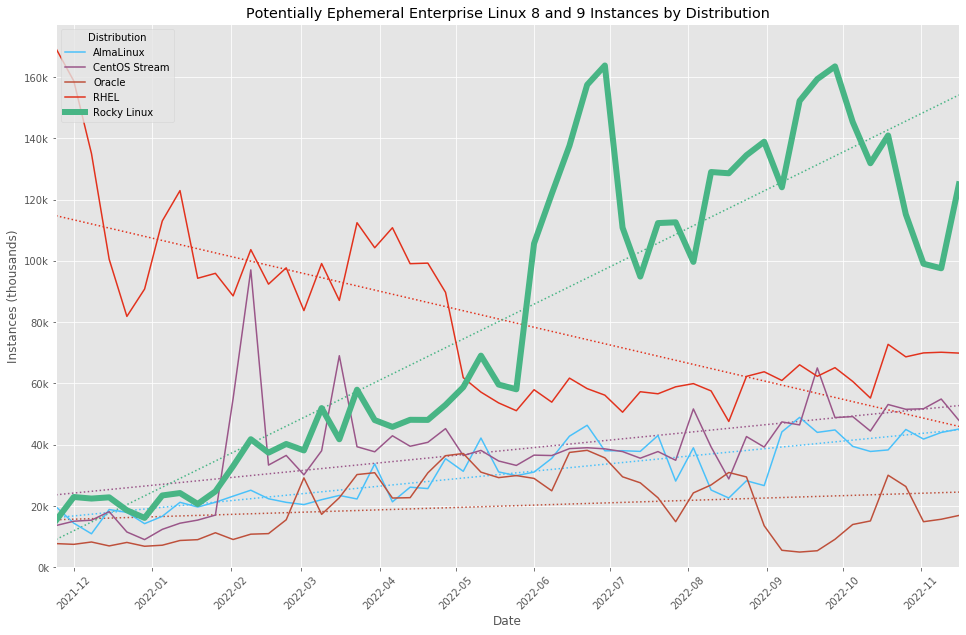 Potentially Ephemeral Enterprise Linux 8 and 9 Instances by Distribution
Distribution
AlmaLinux
CentOS Stream
Oracle
RHEL
Rocky Linux
160k
140k
120k
100k
80k
60k
40k
20k
0k
Instances (thousands)
2021-12
2022-01
2022-02
2022-03
2022-04
2022-05
2022-06
2022-07
2022-08
2022-09
2022-10
2022-11
Date